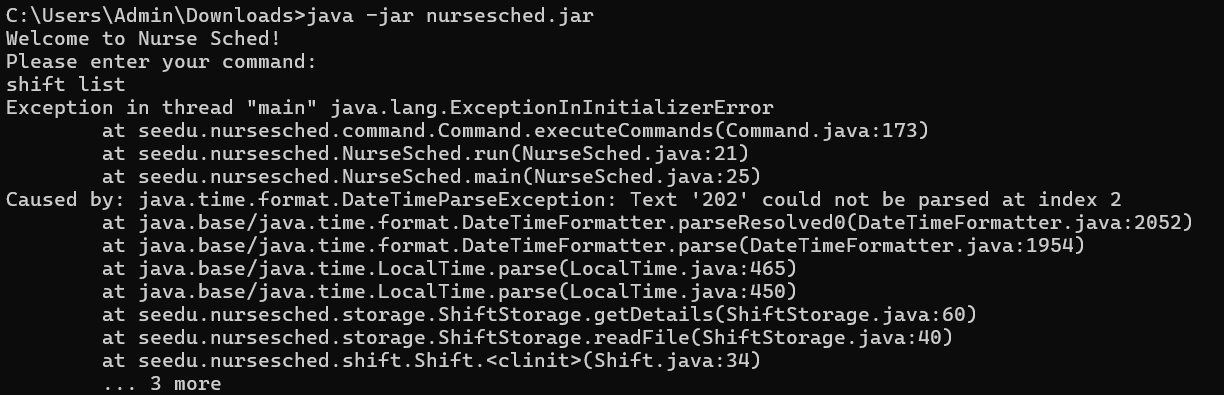 C:\Users\Admin\Downloads>java -jar nursesched.jar
Welcome to Nurse Sched!
Please enter your command:
shift list
Exception in thread "main" java.lang.ExceptionInInitializerError
        at seedu.nursesched.command.Command.executeCommands(Command.java:173)
        at seedu.nursesched.NurseSched.run(NurseSched.java:21)
        at seedu.nursesched.NurseSched.main(NurseSched.java:25)
Caused by: java.time.format.DateTimeParseException: Text '202' could not be parsed at index 2
        at java.base/java.time.format.DateTimeFormatter.parseResolved0(DateTimeFormatter.java:2052)
        at java.base/java.time.format.DateTimeFormatter.parse(DateTimeFormatter.java:1954)
        at java.base/java.time.LocalTime.parse(LocalTime.java:465)
        at java.base/java.time.LocalTime.parse(LocalTime.java:450)
        at seedu.nursesched.storage.ShiftStorage.getDetails(ShiftStorage.java:60)
        at seedu.nursesched.storage.ShiftStorage.readFile(ShiftStorage.java:40)
        at seedu.nursesched.shift.Shift.<clinit>(Shift.java:34)
        ... 3 more